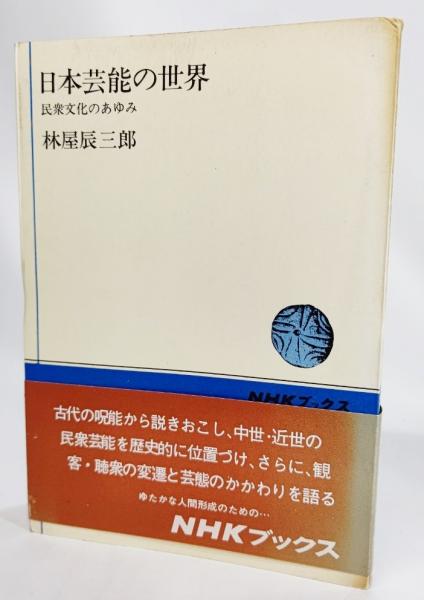 日本芸能の世界
民衆文化のあゆみ
林屋辰三郎
NHKブックス
古代の呪能から説きおこし、中世・近世の
民衆芸能を歴史的に位置づけ、さらに、観
客・聴衆の変遷と芸態のかかわりを語る
ゆたかな人間形成のための…
NHKブックス